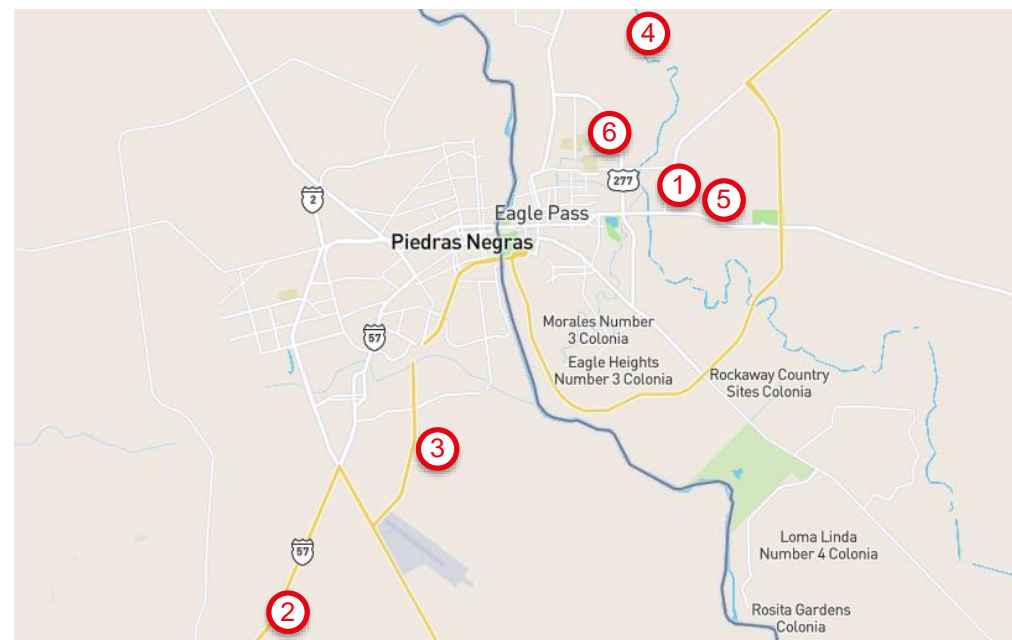 4
6
277
1
2
5
Eagle Pass
Piedras Negras
Morales Number
3 Colonia
57
Eagle Heights
Number 3 Colonia
Rockaway Country
Sites Colonia
3
Loma Linda
Number 4 Colonia
57
2
Rosita Gardens
Colonia